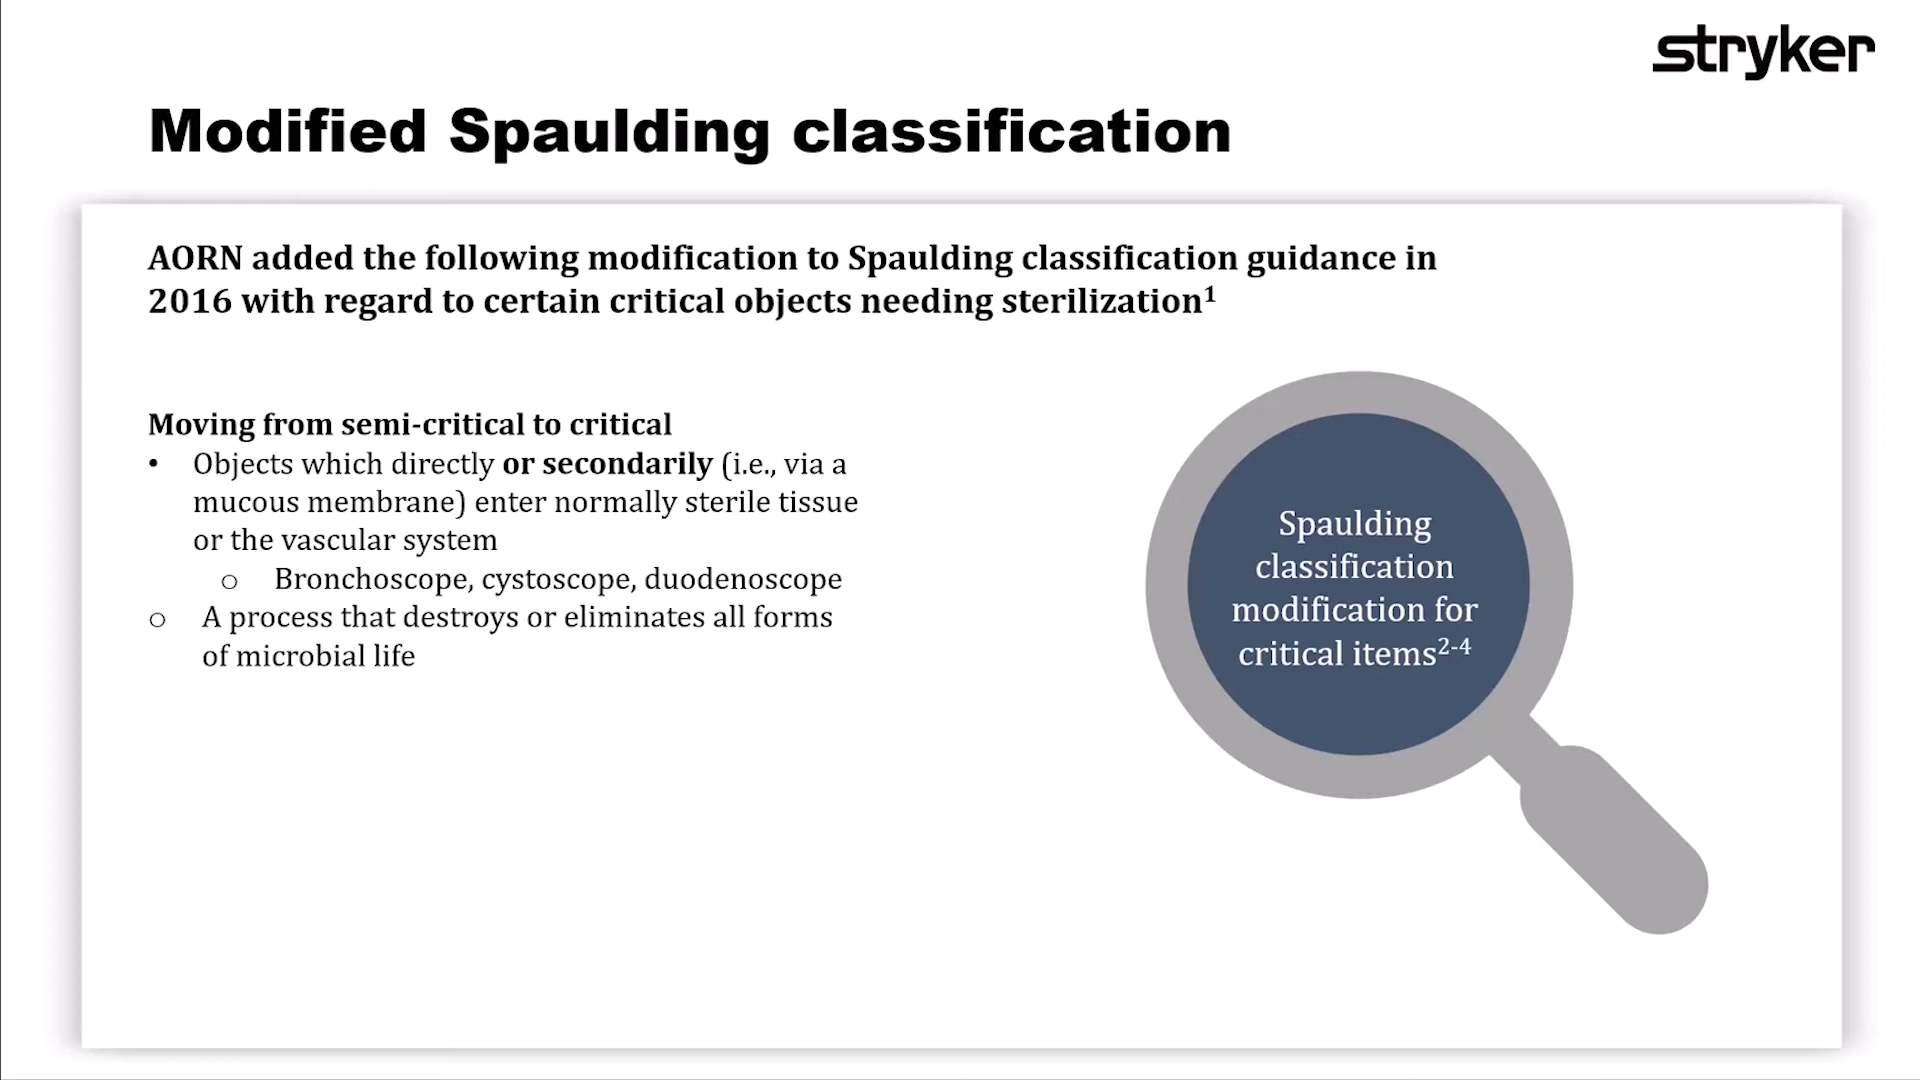 stryker
Modified Spaulding classification
AORN added the following modification to Spaulding classification guidance in
2016 with regard to certain critical objects needing sterilization¹
Moving from semi-critical to critical
• Objects which directly or secondarily (i.e., via a
mucous membrane) enter normally sterile tissue
or the vascular system
o Bronchoscope, cystoscope, duodenoscope
o A process that destroys or eliminates all forms
of microbial life
Spaulding
classification
modification for
critical items²⁻⁴